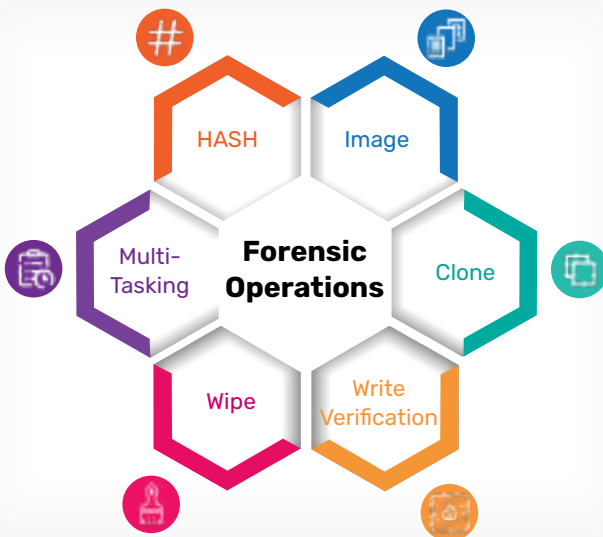 #
HASH
Image
Multi-
Tasking
Forensic
Operations
Clone
Wipe
Write
Verification